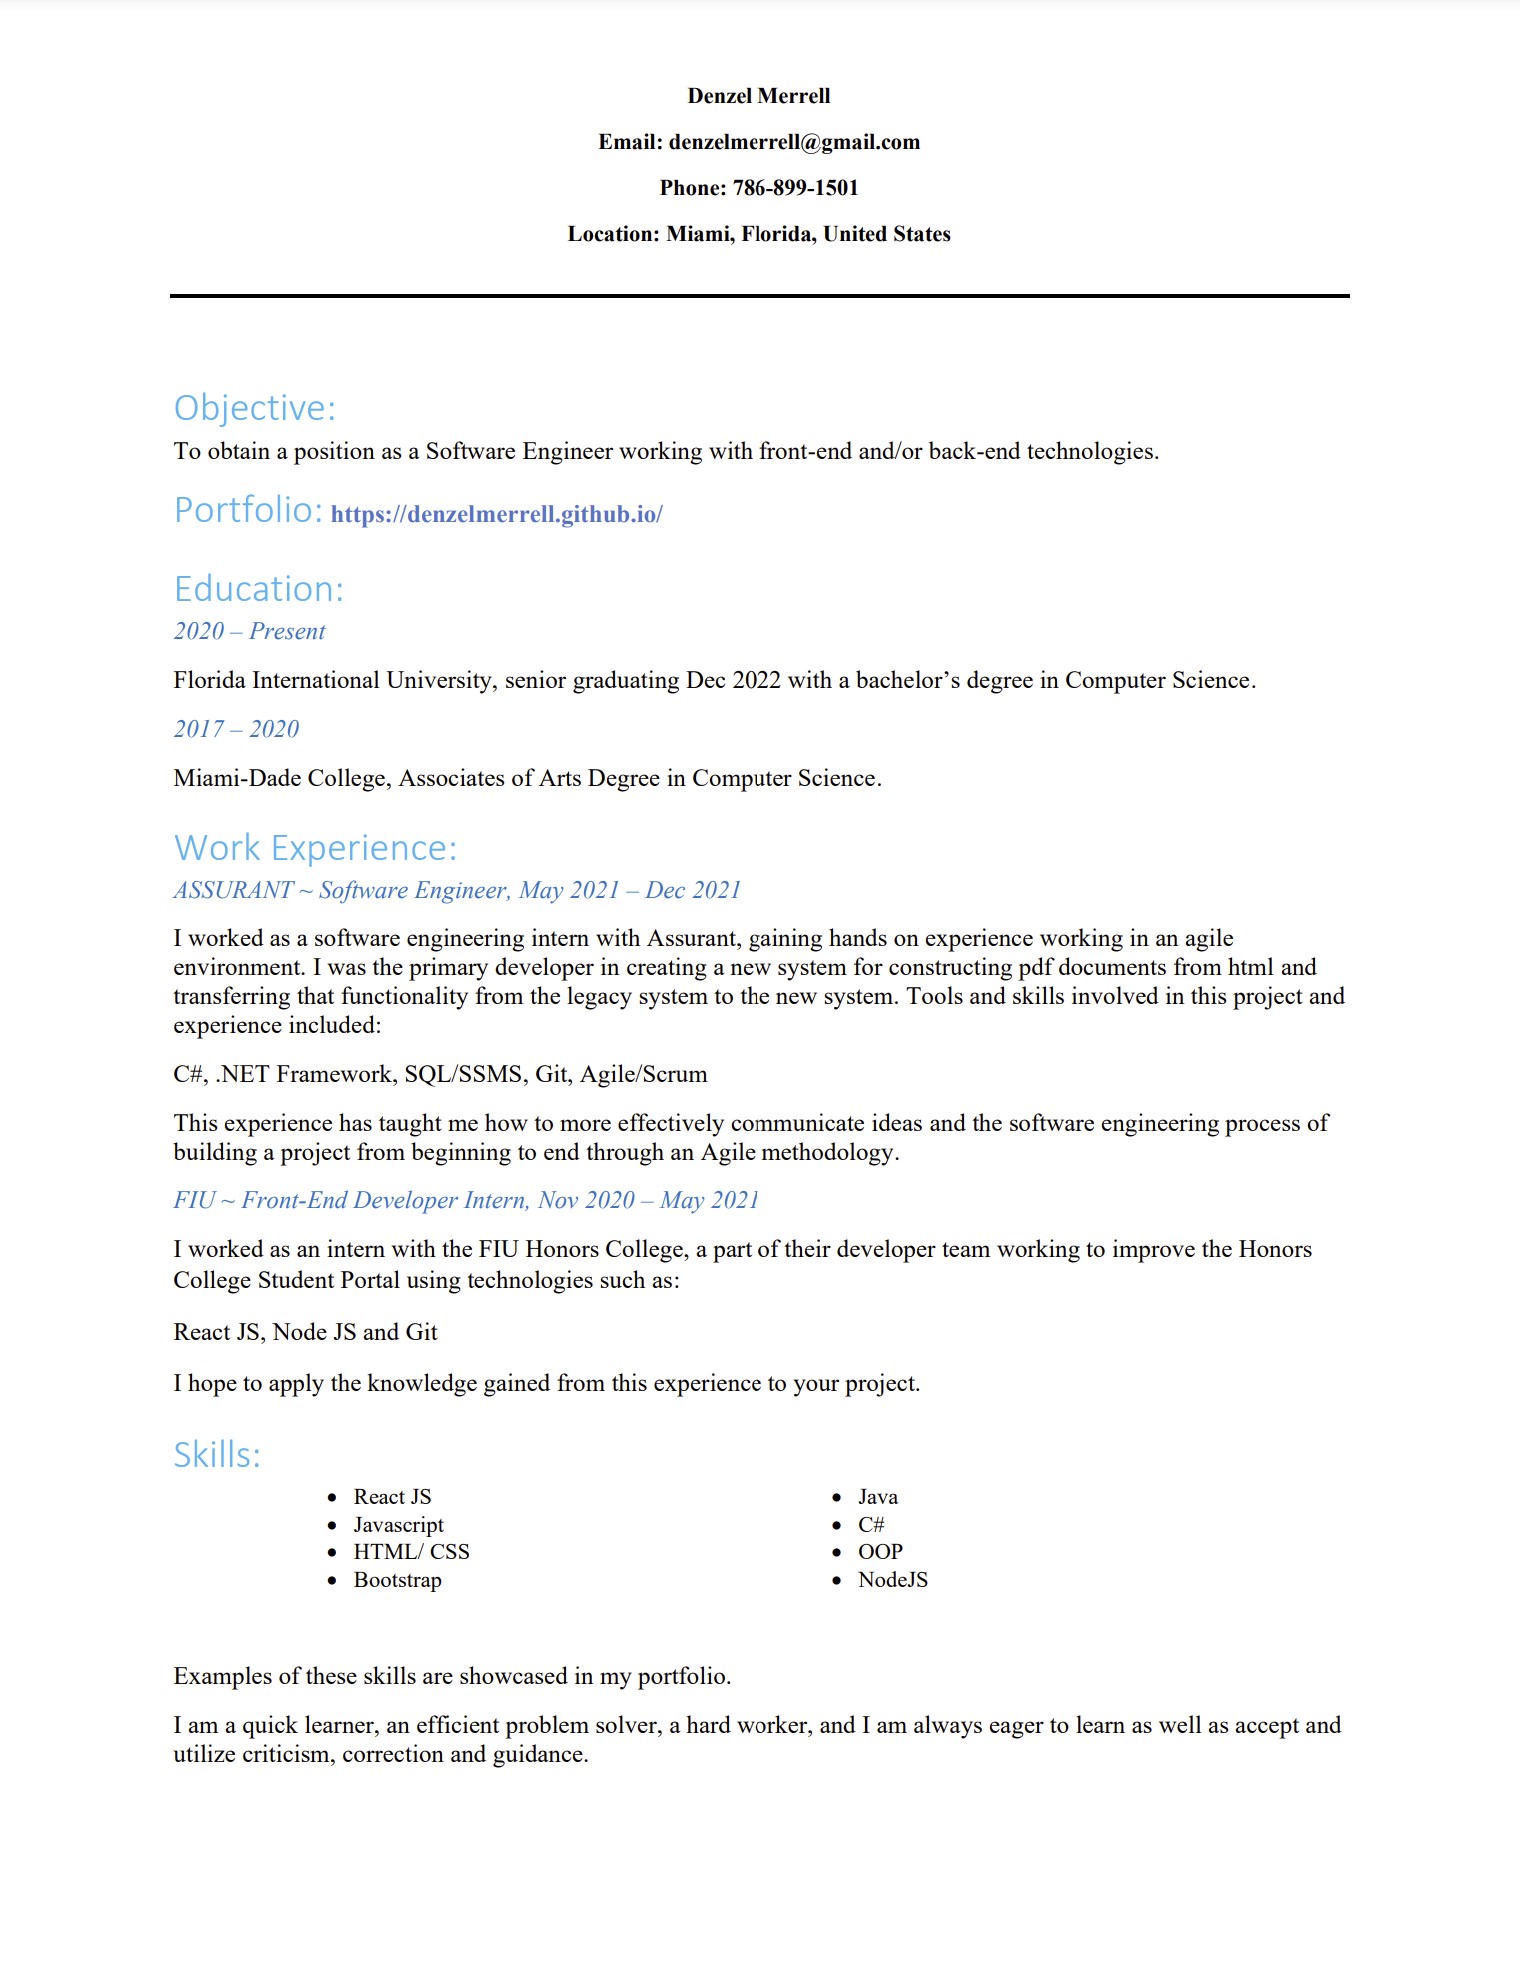 Denzel Merrell
Email: denzelmerrell@gmail.com
Phone: 786-899-1501
Location: Miami, Florida, United States
Objective:
To obtain a position as a Software Engineer working with front-end and/or back-end technologies.
Portfolio: https://denzelmerrell.github.io/
Education:
2020 – Present
Florida International University, senior graduating Dec 2022 with a bachelor’s degree in Computer Science.
2017 – 2020
Miami-Dade College, Associates of Arts Degree in Computer Science.
Work Experience:
ASSURANT ~ Software Engineer, May 2021 – Dec 2021
I worked as a software engineering intern with Assurant, gaining hands on experience working in an agile
environment. I was the primary developer in creating a new system for constructing pdf documents from html and
transferring that functionality from the legacy system to the new system. Tools and skills involved in this project and
experience included:
C#, .NET Framework, SQL/SSMS, Git, Agile/Scrum
This experience has taught me how to more effectively communicate ideas and the software engineering process of
building a project from beginning to end through an Agile methodology.
FIU ~ Front-End Developer Intern, Nov 2020 – May 2021
I worked as an intern with the FIU Honors College, a part of their developer team working to improve the Honors
College Student Portal using technologies such as:
React JS, Node JS and Git
I hope to apply the knowledge gained from this experience to your project.
Skills:
• React JS
• Javascript
• HTML/ CSS
• Bootstrap
• Java
• C#
• OOP
• NodeJS
Examples of these skills are showcased in my portfolio.
I am a quick learner, an efficient problem solver, a hard worker, and I am always eager to learn as well as accept and
utilize criticism, correction and guidance.